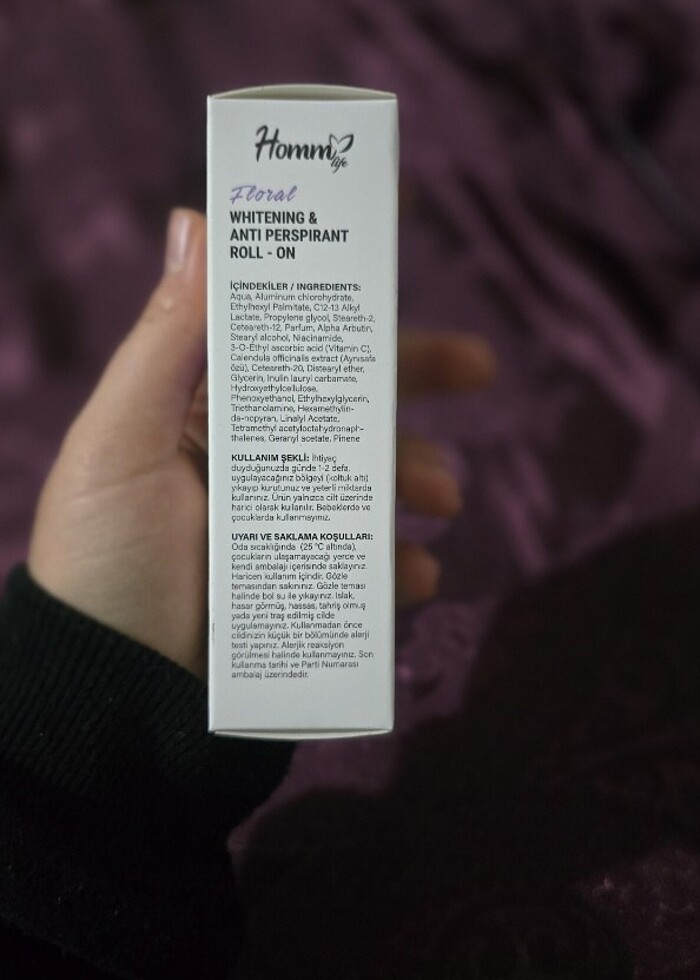 Homm
life
Floral
WHITENING &
ANTI PERSPIRANT
ROLL - ON
İÇİNDEKİLER / INGREDIENTS:
Aqua, Aluminum chlorohydrate,
Ethylhexyl Palmitate, C12-13 Alkyl
Lactate, Propylene glycol, Steareth-2,
Ceteareth-12, Parfum, Alpha Arbutin,
Stearyl alcohol, Niacinamide,
3-O-Ethyl ascorbic acid (Vitamin C),
Calendula officinalis extract (Aynısafa
özü), Ceteareth-20, Distearyl ether,
Glycerin, Inulin lauryl carbamate,
Hydroxyethylcellulose,
Phenoxyethanol, Ethylhexylglycerin,
Triethanolamine, Hexamethylin-
da-nopyran, Linalyl Acetate,
Tetramethyl acetyloctahydronaph-
thalenes, Geranyl acetate, Pinene
KULLANIM ŞEKLİ: İhtiyaç
duyduğunuzda günde 1-2 defa,
uygulayacağınız bölgeyi (koltuk altı)
yıkayıp kurutunuz ve yeterli miktarda
kullanınız. Ürün yalnızca cilt üzerinde
harici olarak kullanılır. Bebeklerde ve
çocuklarda kullanmayınız.
UYARI VE SAKLAMA KOŞULLARI:
Oda sıcaklığında (25 °C altında),
çocukların ulaşamayacağı yerde ve
kendi ambalajı içerisinde saklayınız.
Haricen kullanım içindir. Gözle
temasından sakınınız. Gözle teması
halinde bol su ile yıkayınız. Islak,
hasar görmüş, hassas, tahriş olmuş
yada yeni traş edilmiş cilde
uygulamayınız. Kullanmadan önce
cildinizin küçük bir bölümünde alerji
testi yapınız. Alerjik reaksiyon
görülmesi halinde kullanmayınız. Son
kullanma tarihi ve Parti Numarası
ambalaj üzerindedir.